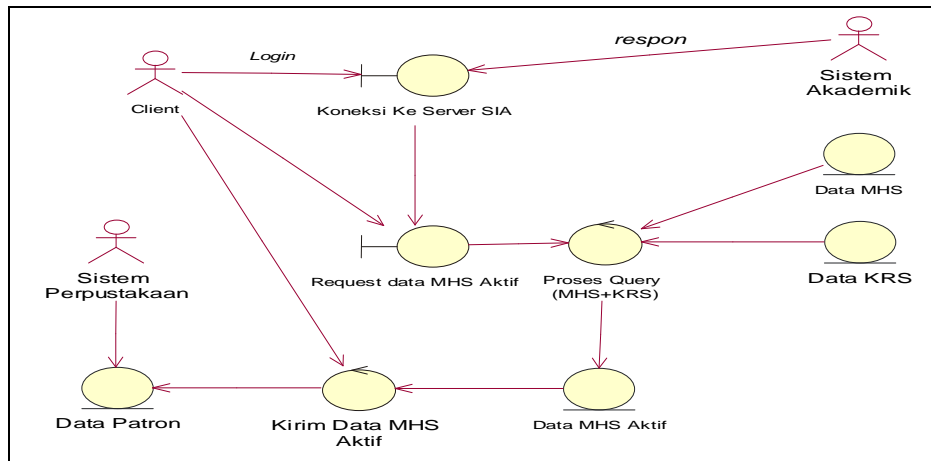 Login
respon
Client
Koneksi Ke Server SIA
Sistem
Akademik
Data MHS
Sistem
Perpustakaan
Request data MHS Aktif
Proses Query
(MHS+KRS)
Data KRS
Data Patron
Kirim Data MHS
Aktif
Data MHS Aktif